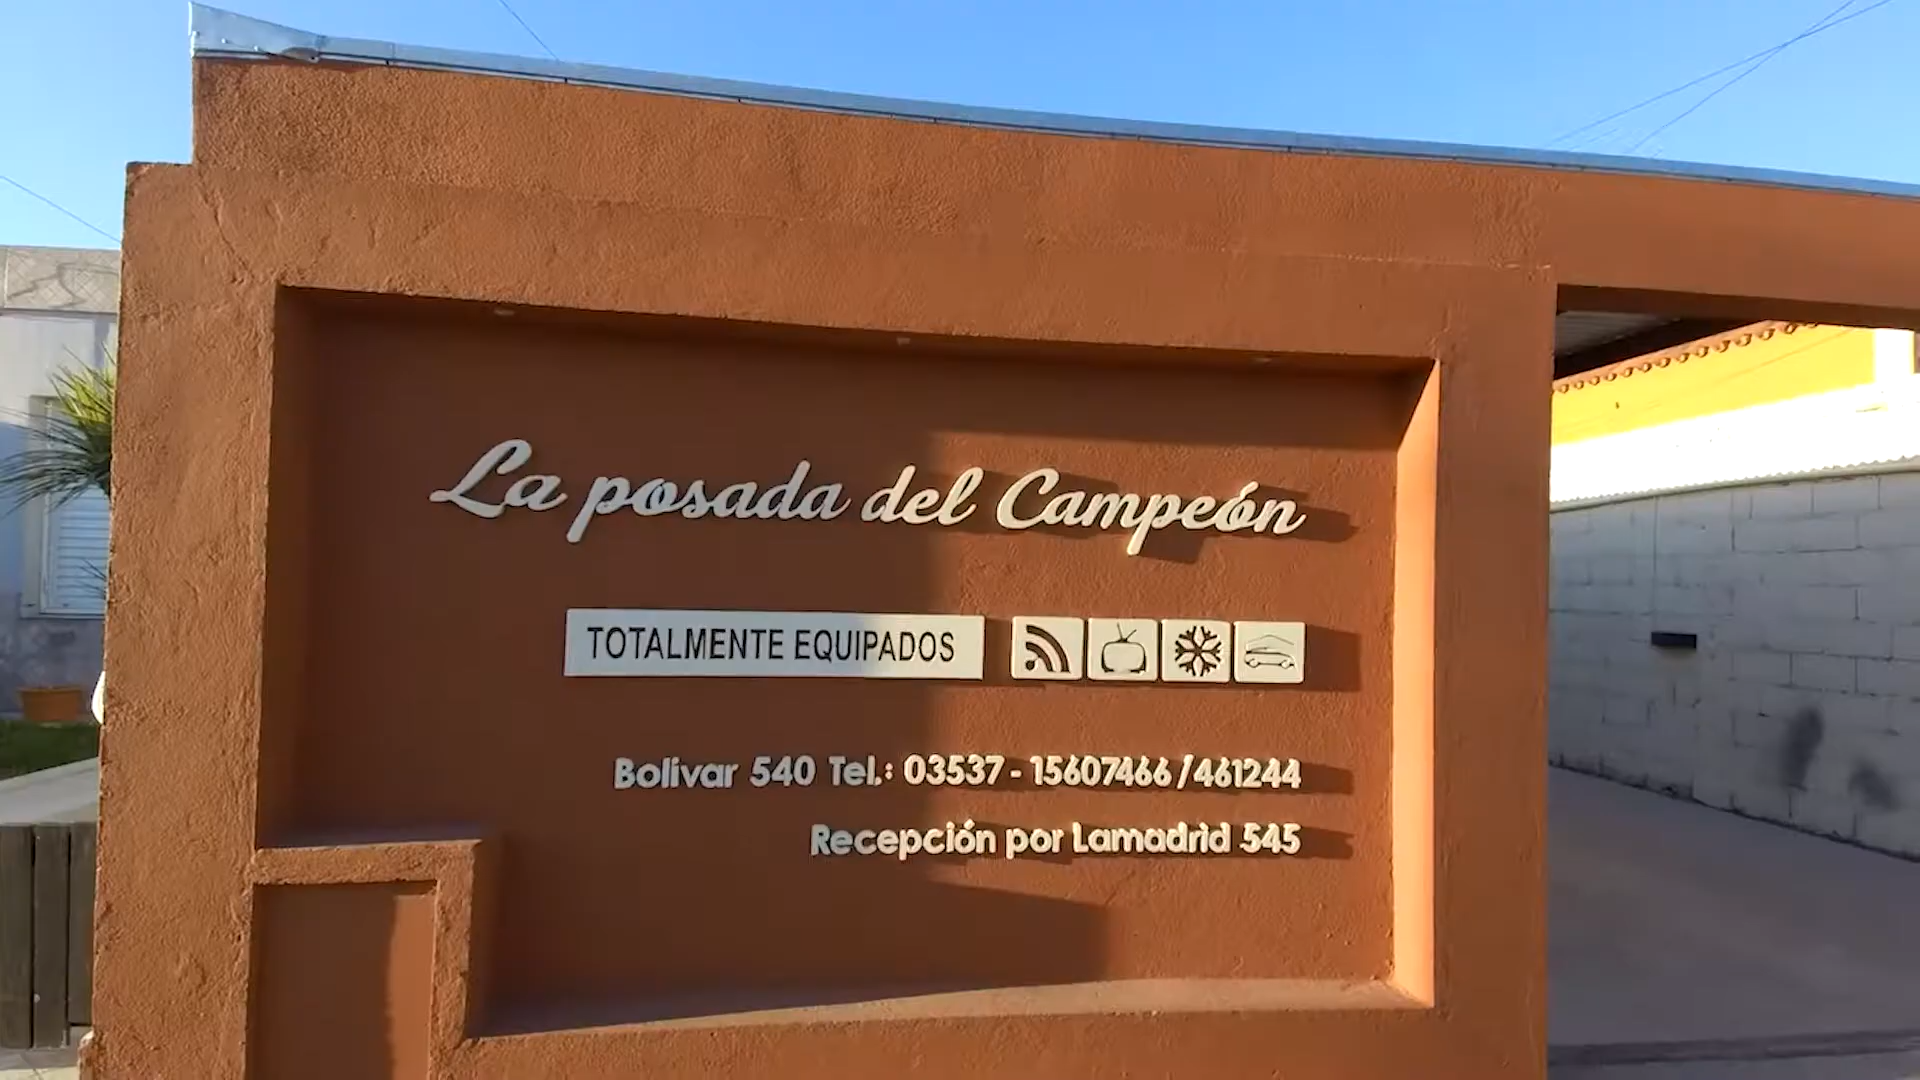 La posada del Campeón
TOTALMENTE EQUIPADOS
Bolivar 540 Tel.: 03537 - 15607466 / 461244
Recepción por Lamadrid 545